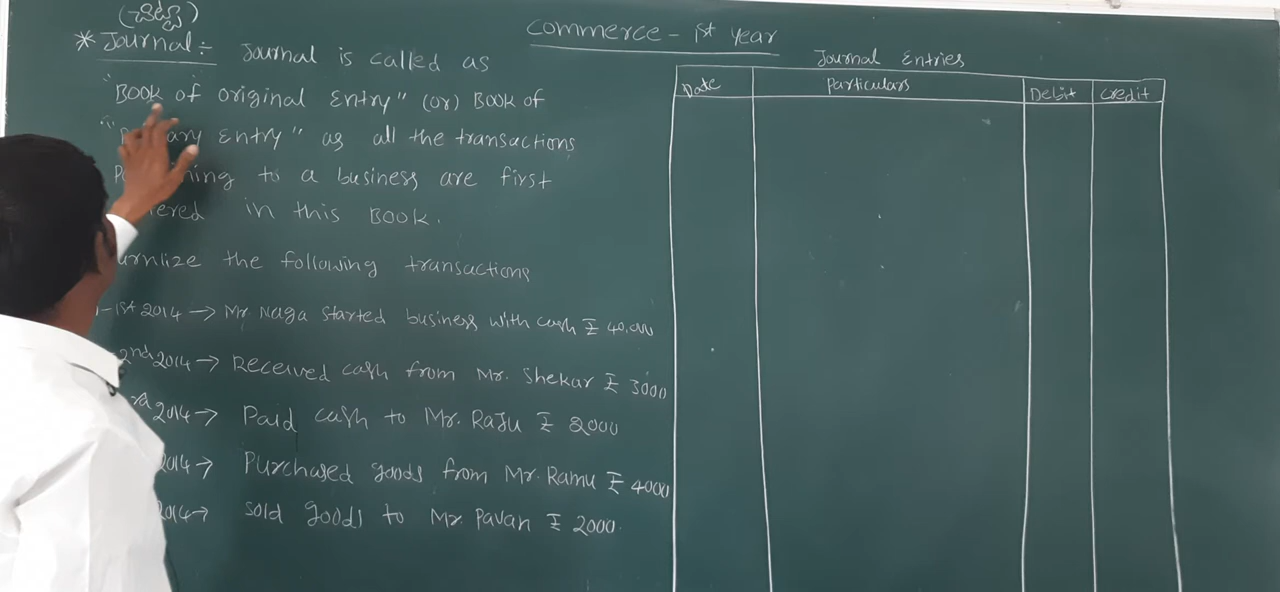 * Journal :- Journal is called as
"Book of original Entry" (or) Book of
Entry" as all the transactions
to a business are first
in this Book.
the following transactions
1st 2014 → Mr Naga started business with cash ₹ 40,000
2nd 2014 → Received cash from Mr. Shekar ₹ 3000
2014 → Paid cash to Mr. Raju ₹ 2000
2014 → Purchased goods from Mr. Ramu ₹ 4000
2014 → sold goods to Mr. Pavan ₹ 2000.
Commerce - 1st year
Journal Entries
Date Particulars Debit Credit